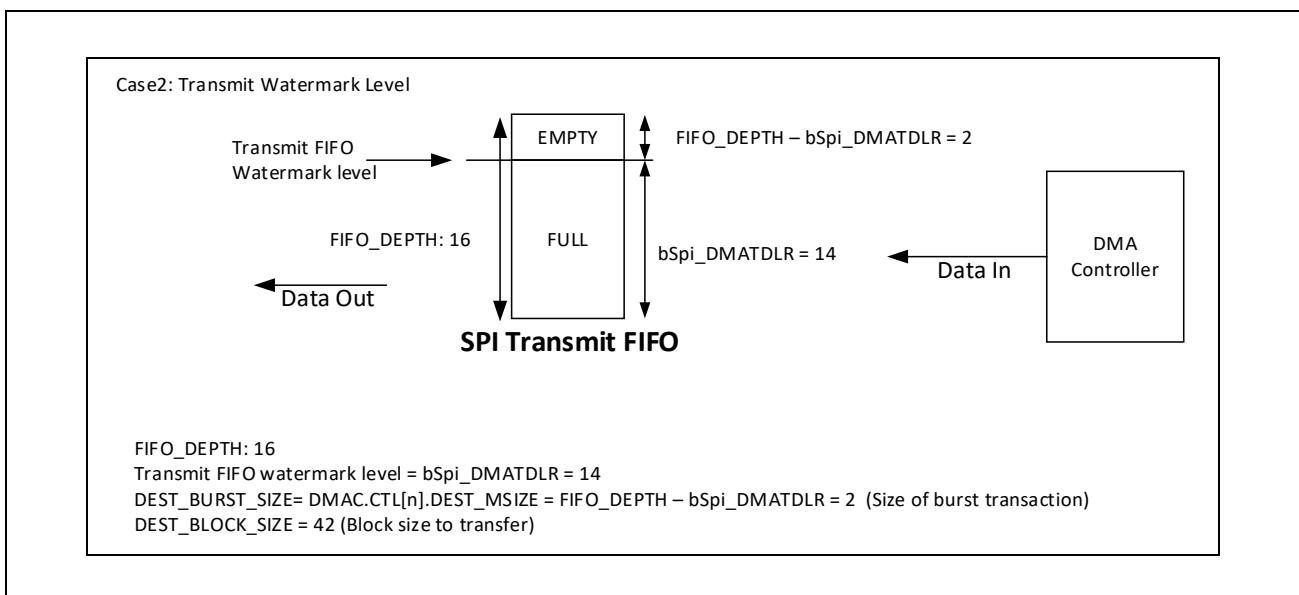 Case2: Transmit Watermark Level
EMPTY
FIFO_DEPTH – bSpi_DMATDLR = 2
Transmit FIFO
Watermark level
FIFO_DEPTH: 16
FULL
bSpi_DMATDLR = 14
DMA
Controller
Data In
Data Out
SPI Transmit FIFO
FIFO_DEPTH: 16
Transmit FIFO watermark level = bSpi_DMATDLR = 14
DEST_BURST_SIZE= DMAC.CTL[n].DEST_MSIZE = FIFO_DEPTH – bSpi_DMATDLR = 2 (Size of burst transaction)
DEST_BLOCK_SIZE = 42 (Block size to transfer)